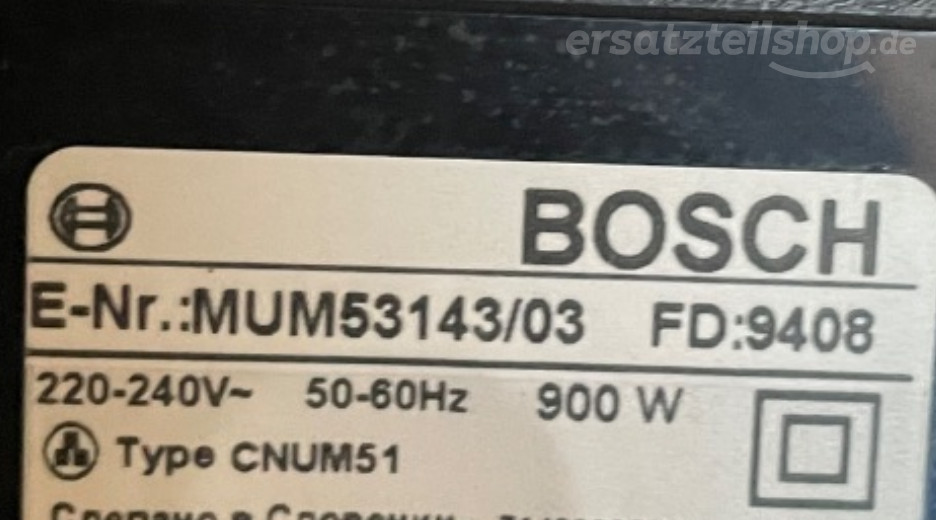 ersatzteilshop.de
BOSCH
E-Nr.:MUM53143/03 FD:9408
220-240V~ 50-60Hz 900 W
Type CNUM51